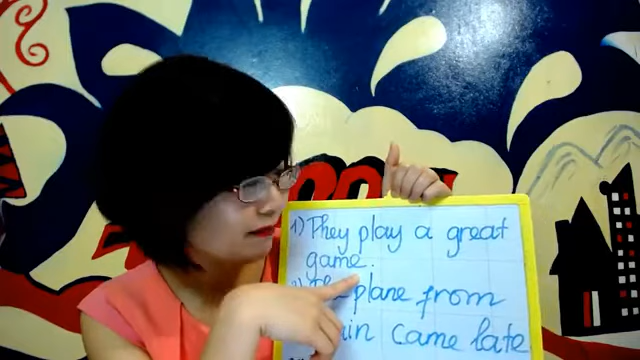 1) They play a great
game.
plane from
came late